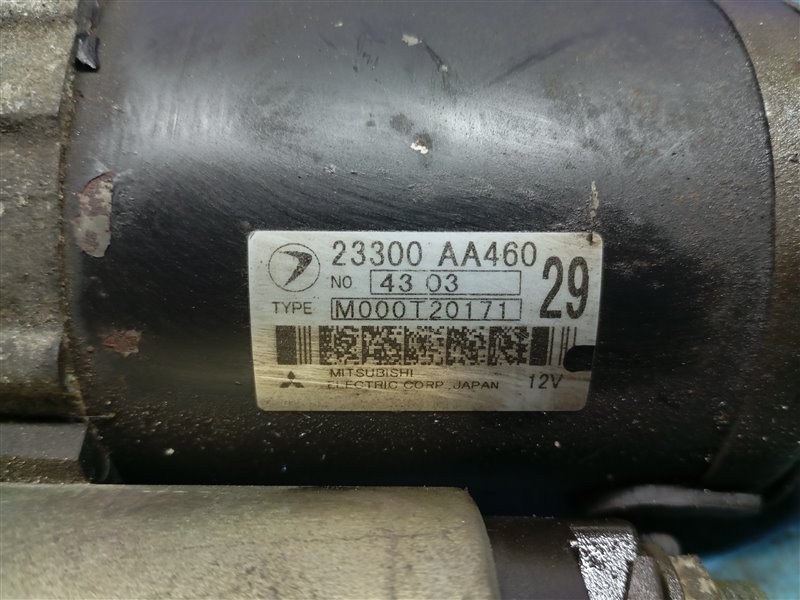 23300 AA460
NO 43 03
29
TYPE M000T20171
MITSUBISHI
ELECTRIC CORP., JAPAN 12V